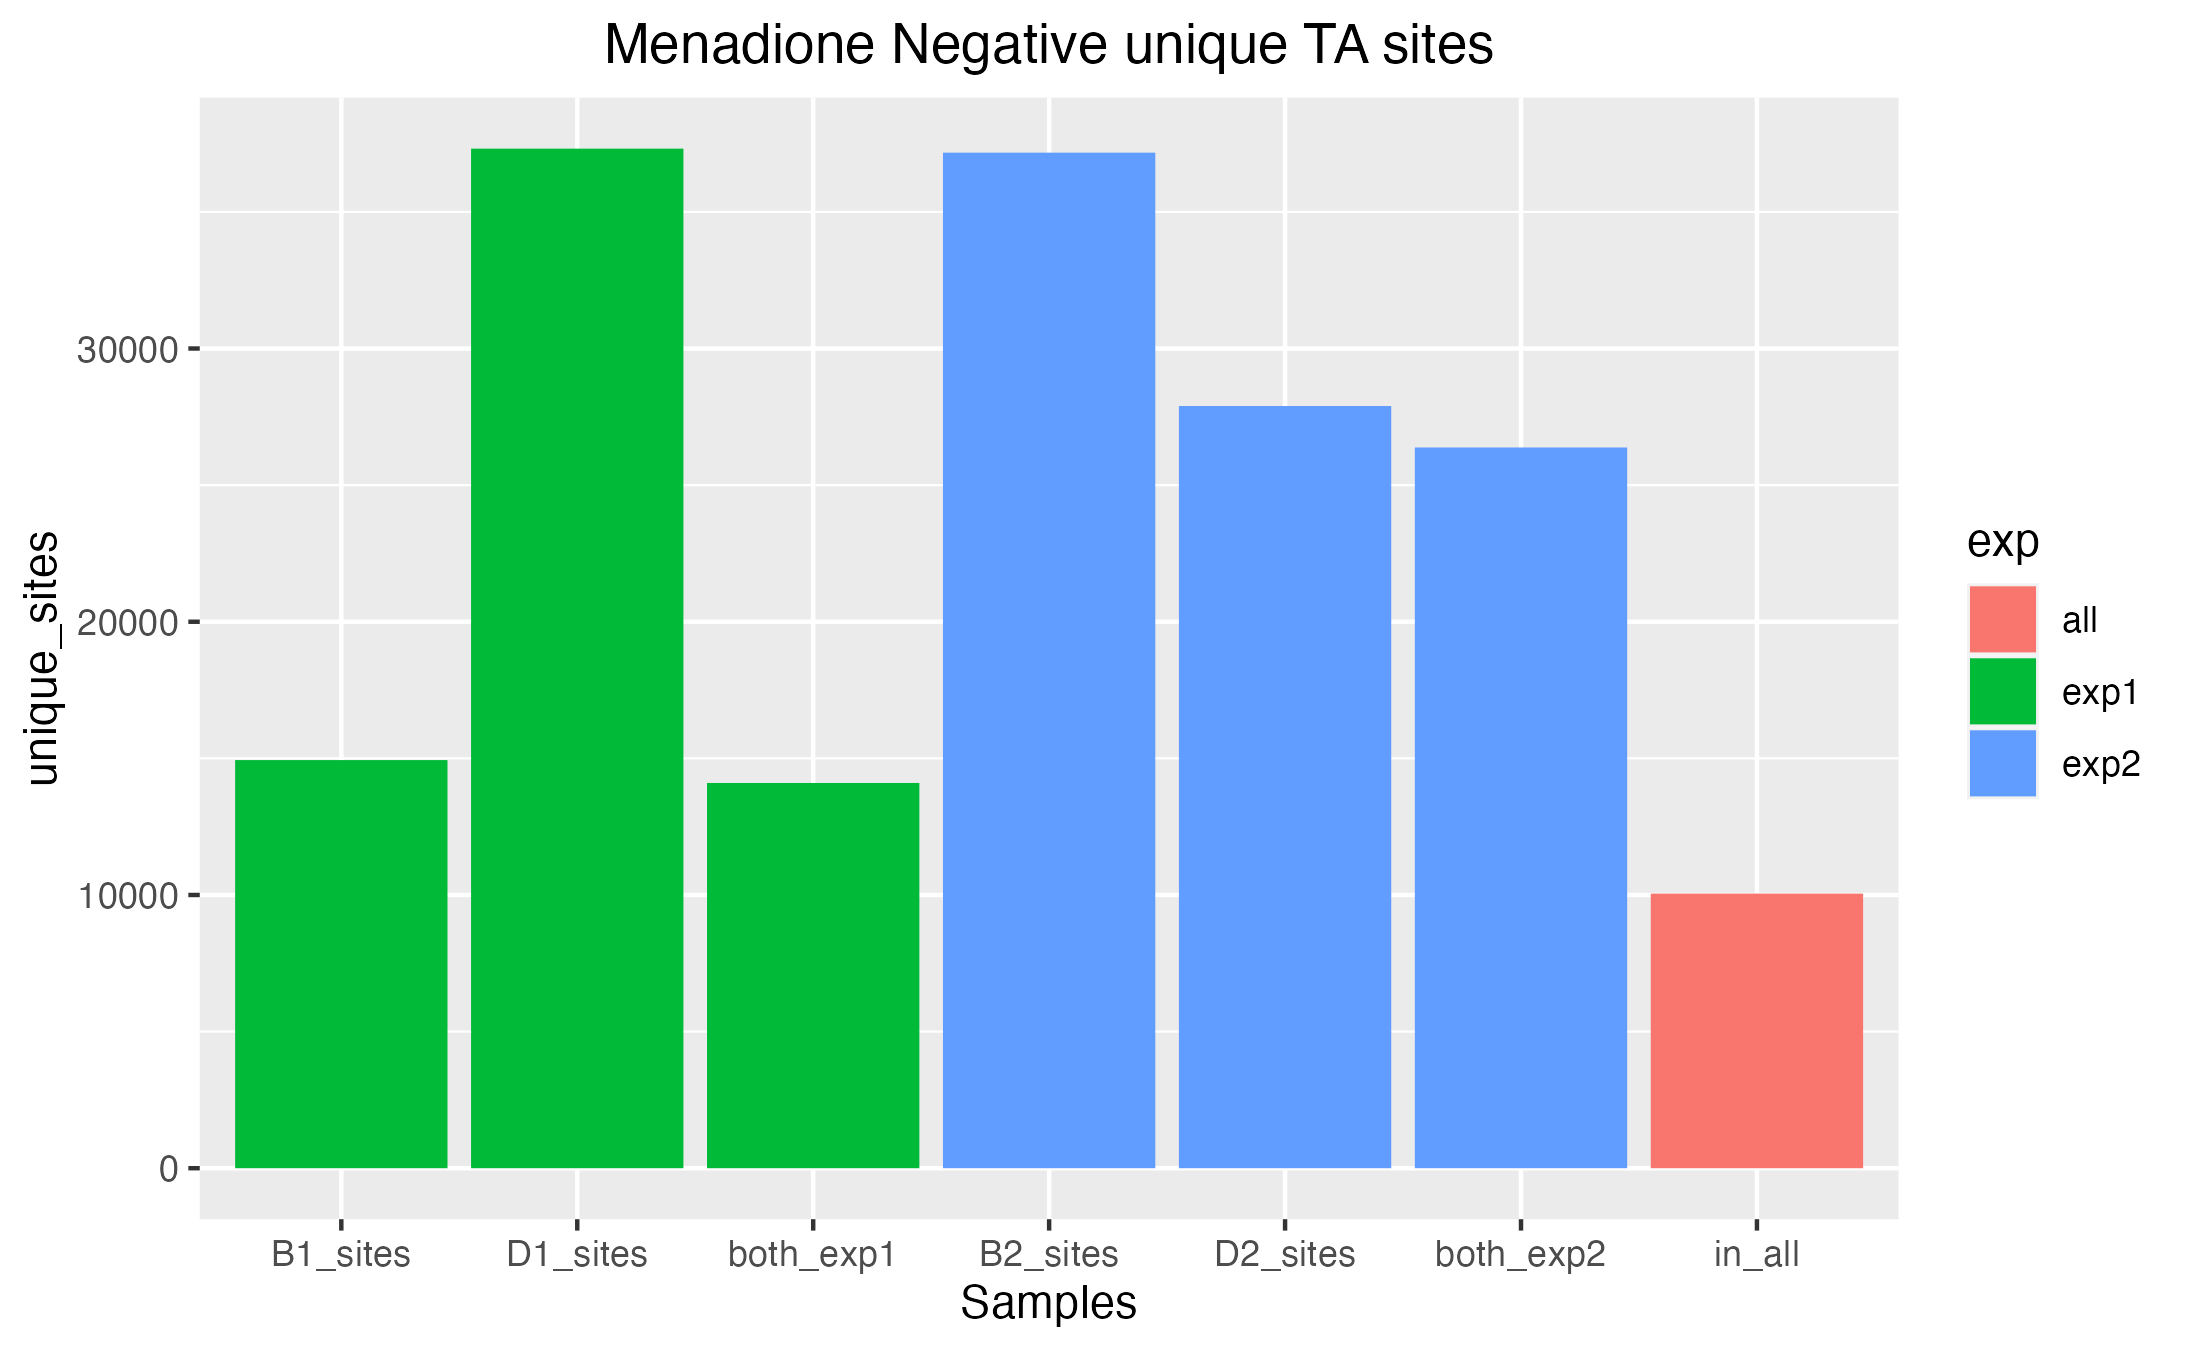 Menadione Negative unique TA sites
unique_sites
30000
20000
10000
0
B1_sites D1_sites both_exp1 B2_sites D2_sites both_exp2 in_all
Samples
exp
all
exp1
exp2